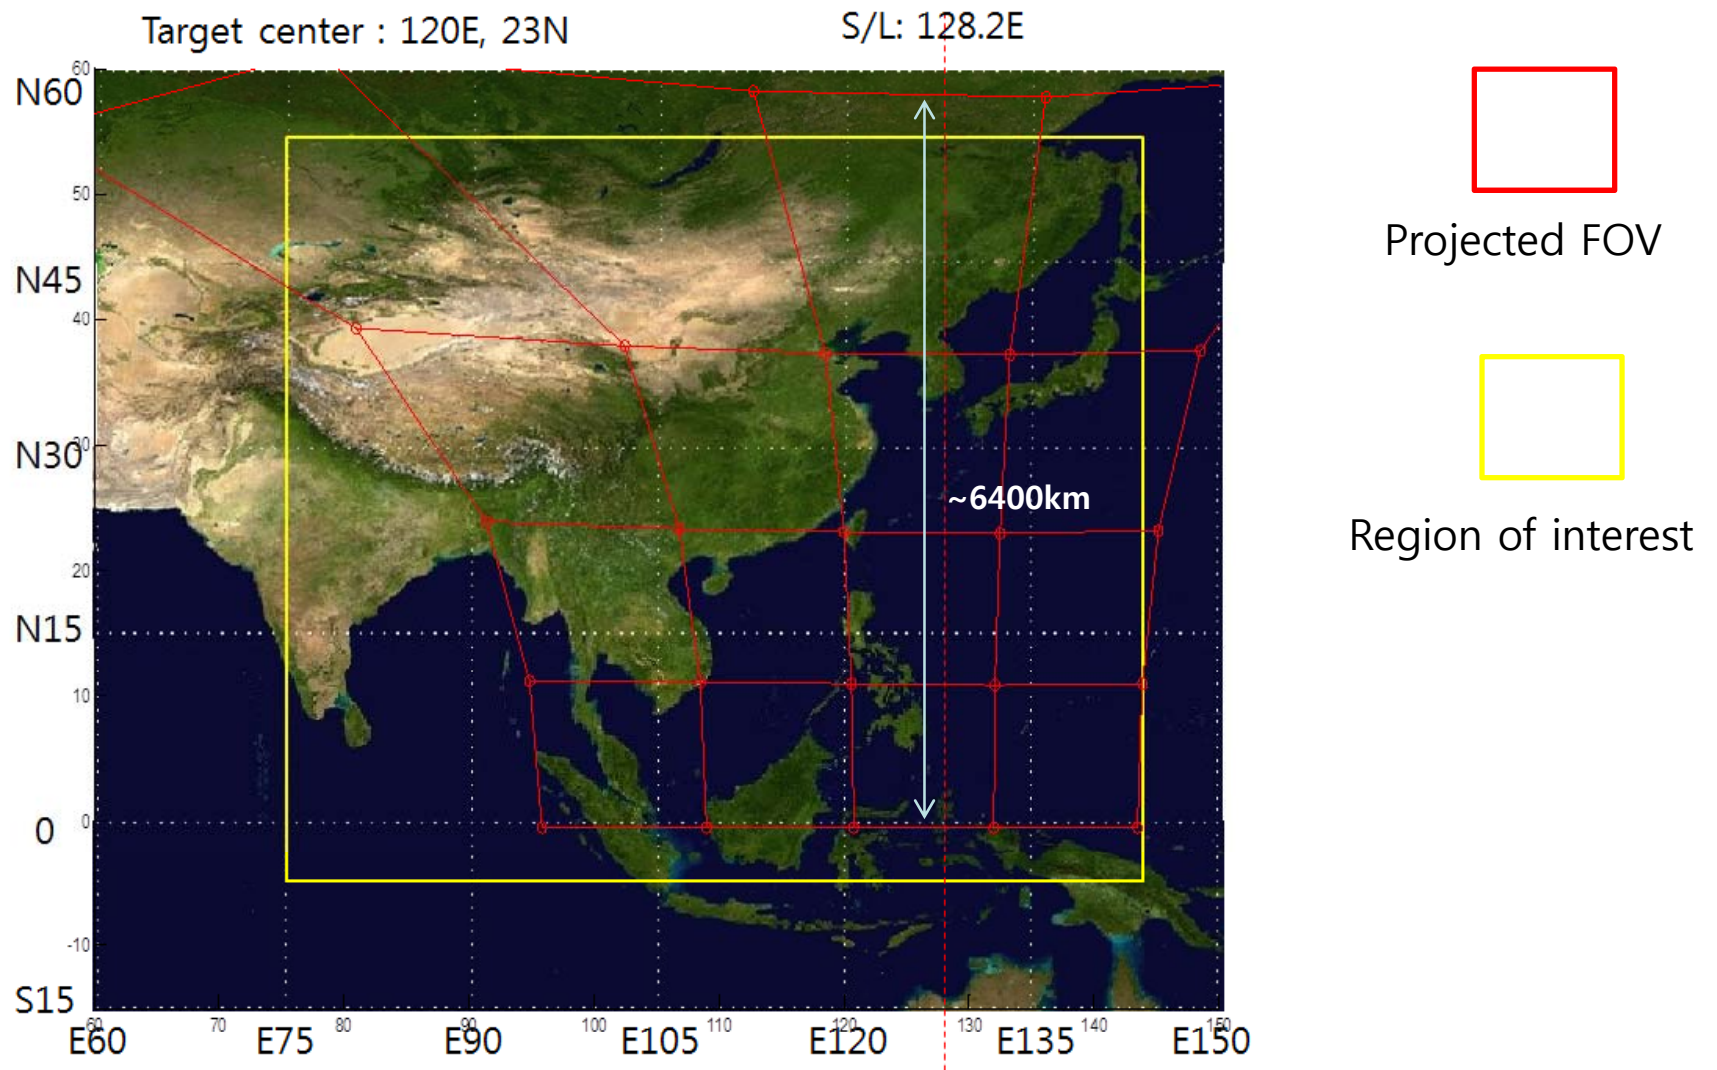 Target center : 120E, 23N
S/L: 128.2E
60
N60
50
N45
40
N30
30
~6400km
20
N15
10
0
0
-10
S15
60
70
80
90
100
110
120
130
140
150
E60
E75
E90
E105
E120
E135
E150
Projected FOV
Region of interest